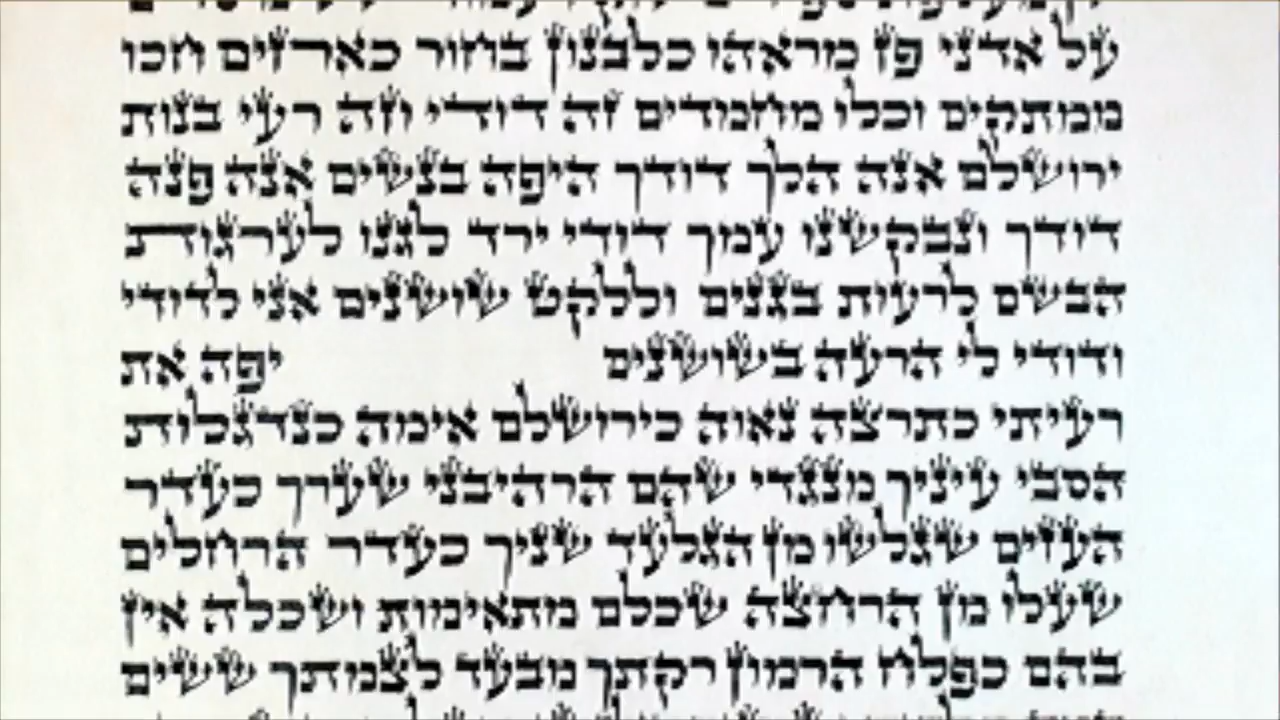 על אדני פז מראהו כלבנון בחור כארזים חכו
ממתקים וכלו מחמדים זה דודי וזה רעי בנות
ירושלם אנה הלך דודך היפה בנשים אנה פנה
דודך ונבקשנו עמך דודי ירד לגנו לערגות
הבשם לרעות בגנים וללקט שושנים אני לדודי
ודודי לי הרעה בשושנים יפה את
רעיתי כתרצה נאוה כירושלם אימה כנדגלות
הסבי עיניך מנגדי שהם הרהיבני שערך כעדר
העזים שגלשו מן הגלעד שניך כעדר הרחלים
שעלו מן הרחצה שכלם מתאימות ושכלה אין
בהם כפלח הרמון רקתך מבעד לצמתך ששים